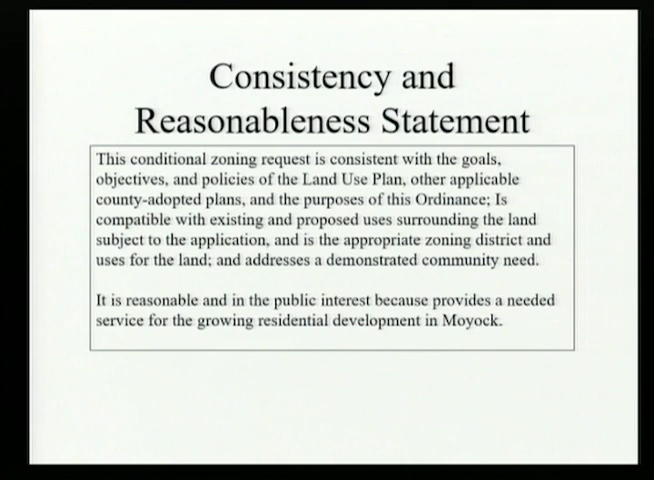 Consistency and
Reasonableness Statement
This conditional zoning request is consistent with the goals,
objectives, and policies of the Land Use Plan, other applicable
county-adopted plans, and the purposes of this Ordinance; Is
compatible with existing and proposed uses surrounding the land
subject to the application, and is the appropriate zoning district and
uses for the land; and addresses a demonstrated community need.
It is reasonable and in the public interest because provides a needed
service for the growing residential development in Moyock.